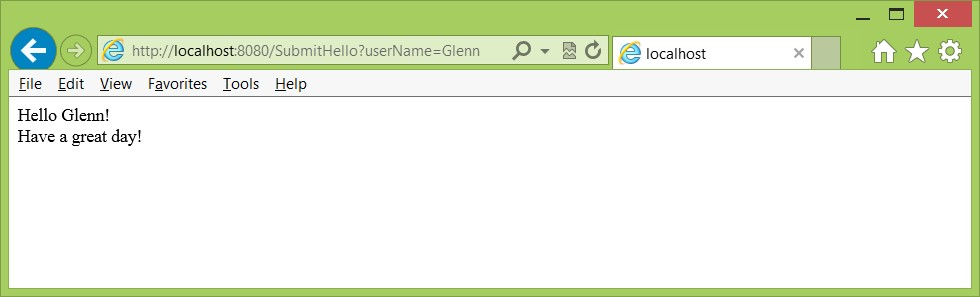 http://localhost:8080/SubmitHello?userName=Glenn
localhost
File Edit View Favorites Tools Help
Hello Glenn!
Have a great day!